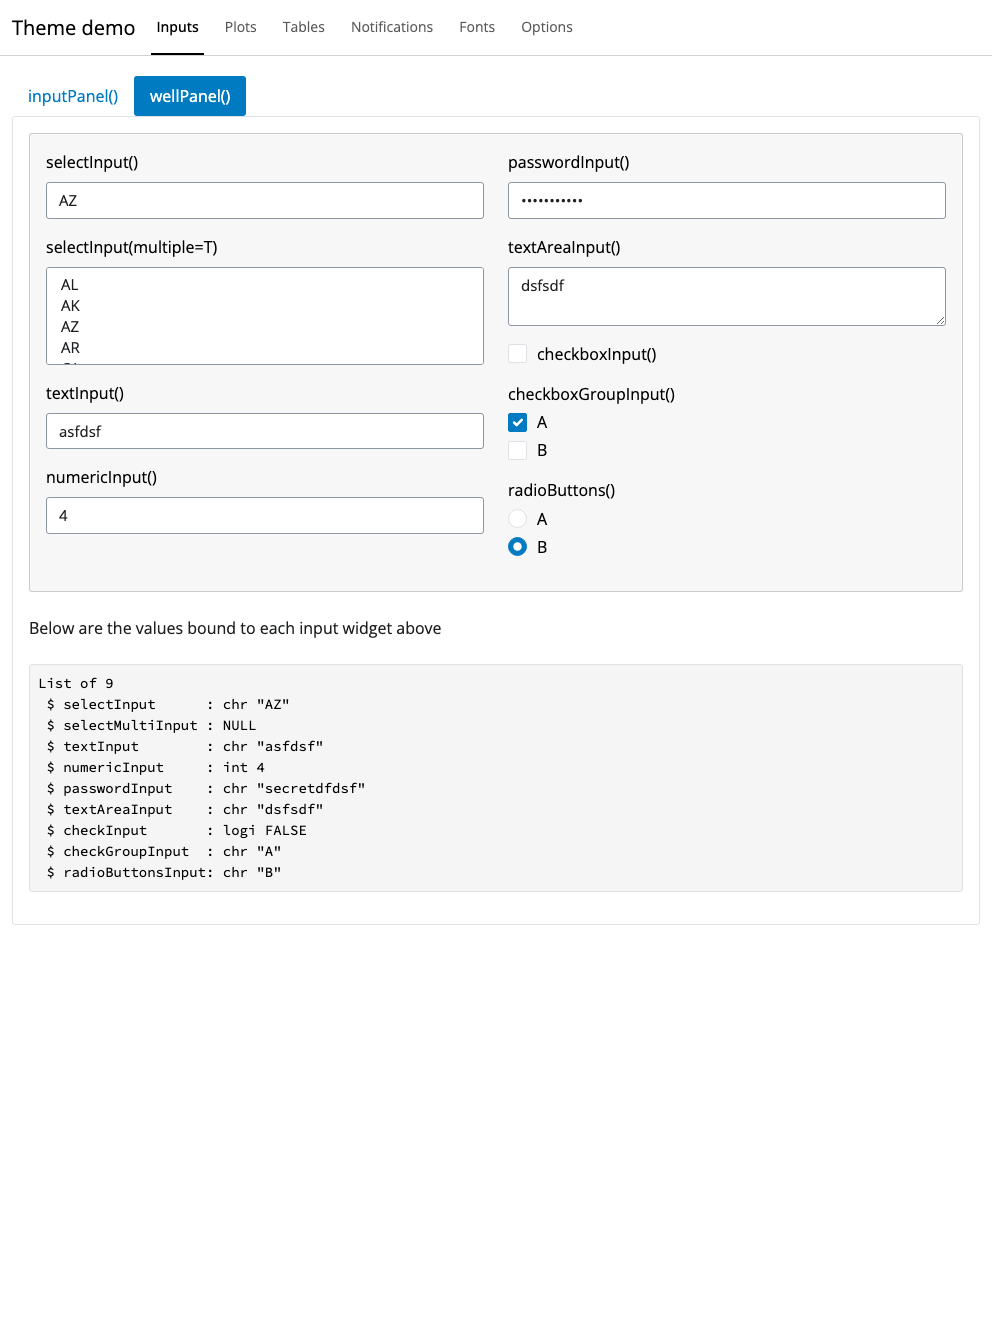 Theme demo Inputs Plots Tables Notifications Fonts Options
inputPanel() wellPanel()
selectInput()
AZ
selectInput(multiple=T)
AL
AK
AZ
AR
textInput()
asfdsf
numericInput()
4
passwordInput()
•••••••••••
textAreaInput()
dsfsdf
checkboxInput()
checkboxGroupInput()
A
B
radioButtons()
A
B
Below are the values bound to each input widget above
List of 9
 $ selectInput      : chr "AZ"
 $ selectMultiInput : NULL
 $ textInput        : chr "asfdsf"
 $ numericInput     : int 4
 $ passwordInput    : chr "secretdfdsf"
 $ textAreaInput    : chr "dsfsdf"
 $ checkInput       : logi FALSE
 $ checkGroupInput  : chr "A"
 $ radioButtonsInput: chr "B"